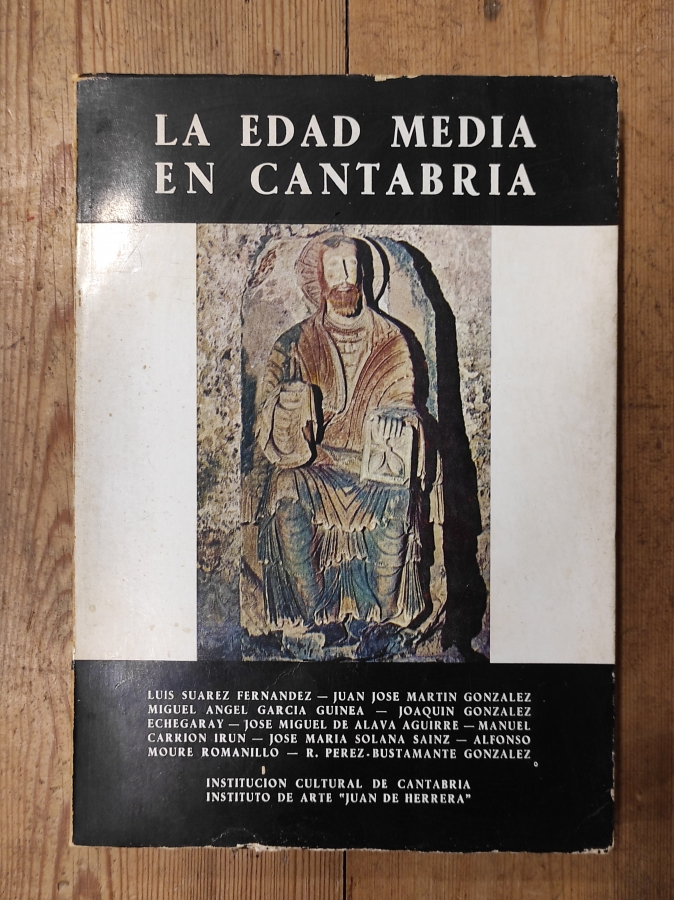 LA EDAD MEDIA
EN CANTABRIA
LUIS SUAREZ FERNANDEZ — JUAN JOSE MARTIN GONZALEZ
MIGUEL ANGEL GARCIA GUINEA — JOAQUIN GONZALEZ
ECHEGARAY — JOSE MIGUEL DE ALAVA AGUIRRE — MANUEL
CARRION IRUN — JOSE MARIA SOLANA SAINZ — ALFONSO
MOURE ROMANILLO — R. PEREZ-BUSTAMANTE GONZALEZ
INSTITUCION CULTURAL DE CANTABRIA
INSTITUTO DE ARTE "JUAN DE HERRERA"